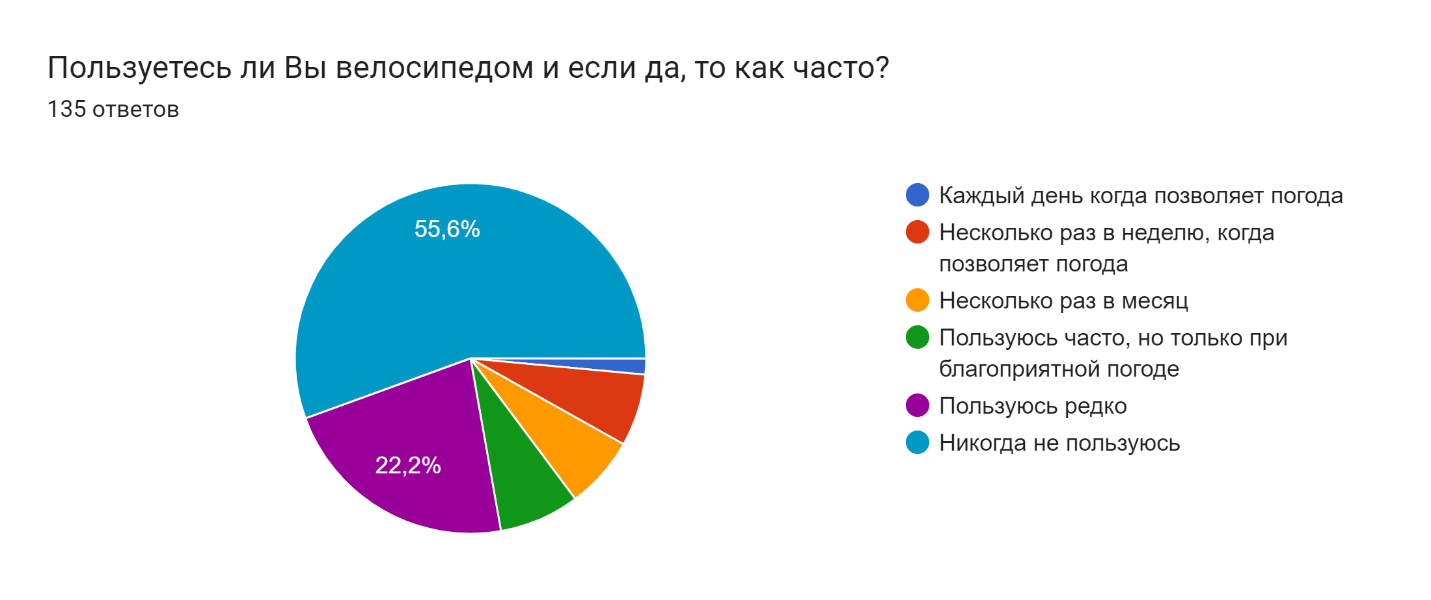 Пользуетесь ли Вы велосипедом и если да, то как часто?
135 ответов
55,6%
22,2%
Каждый день когда позволяет погода
Несколько раз в неделю, когда
позволяет погода
Несколько раз в месяц
Пользуюсь часто, но только при
благоприятной погоде
Пользуюсь редко
Никогда не пользуюсь